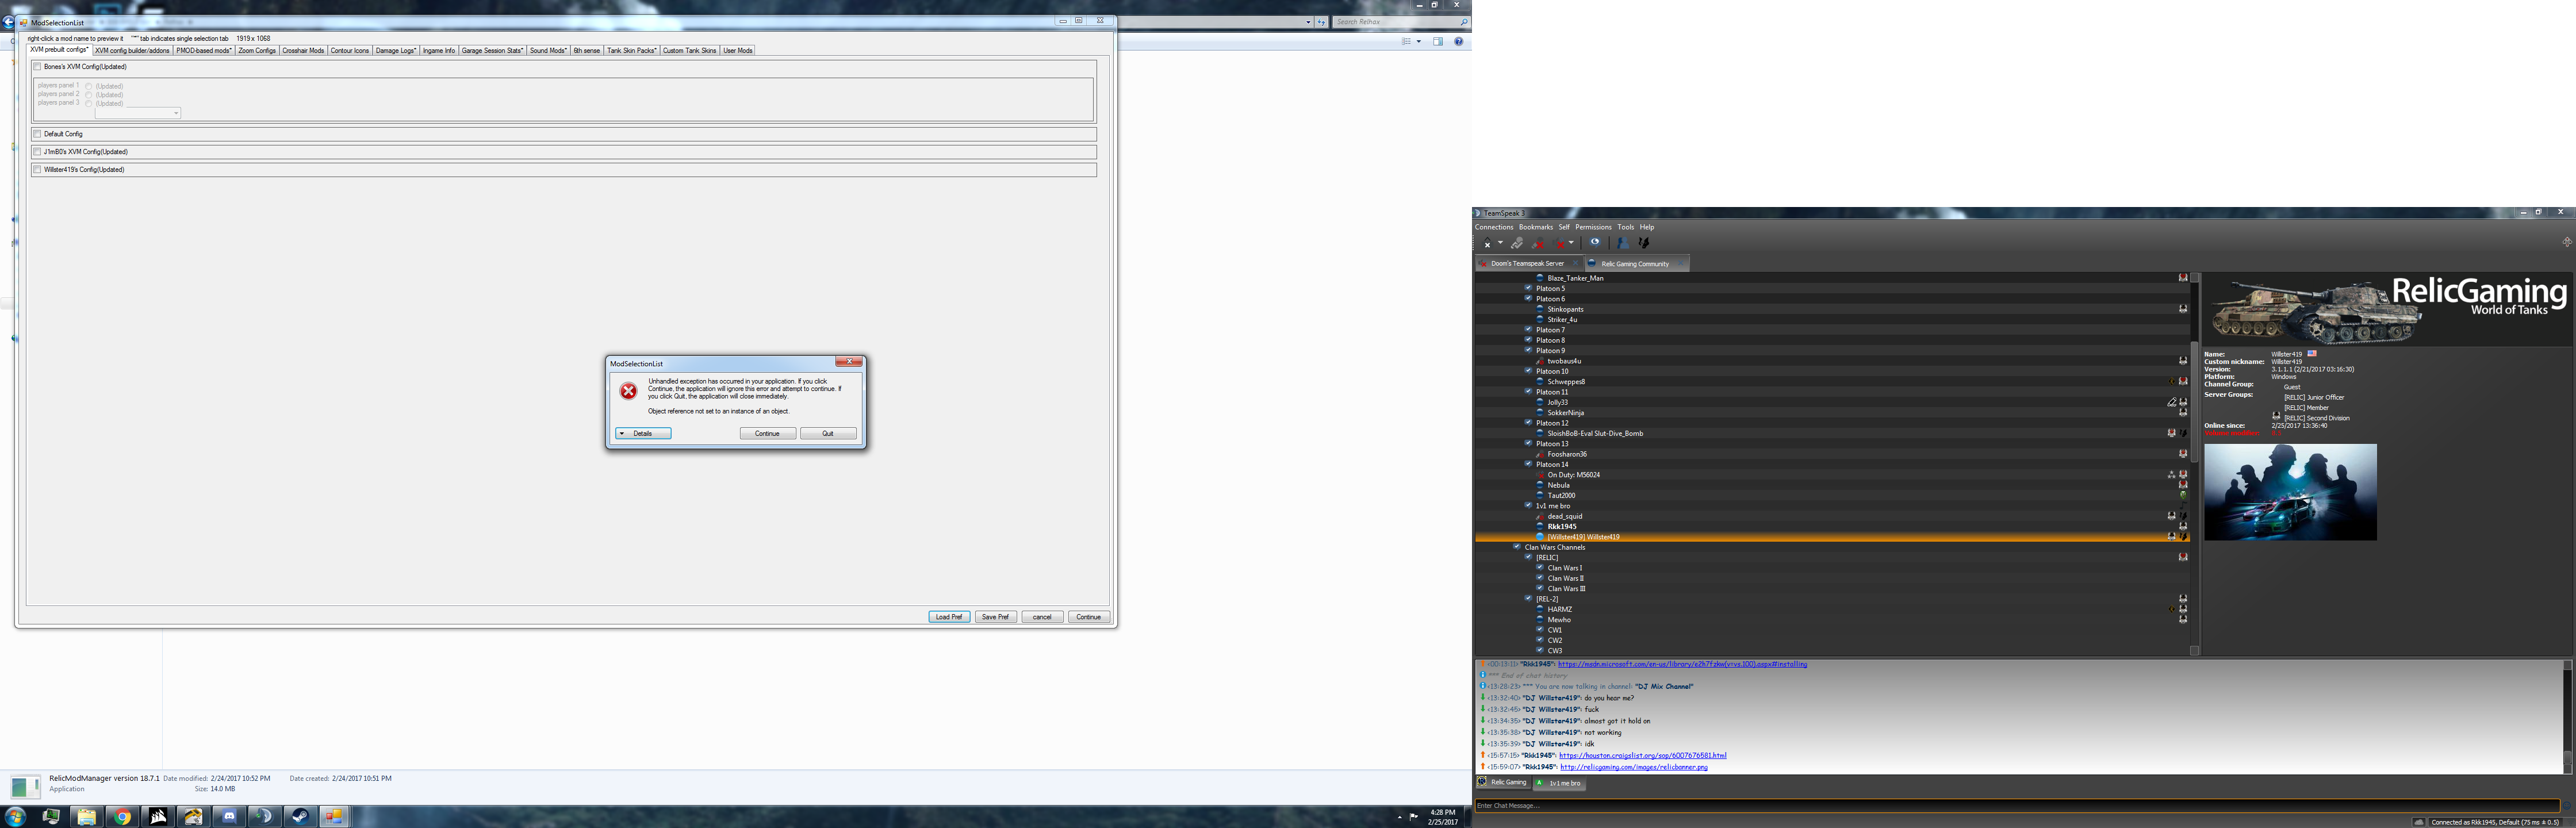 ModSelectionList
Search Relhax
right-click a mod name to preview it "*" tab indicates single selection tab 1919 x 1068
XVM prebuilt configs* XVM config builder/addons PMOD-based mods* Zoom Configs Crosshair Mods Contour Icons Damage Logs* Ingame Info Garage Session Stats* Sound Mods* 6th sense Tank Skin Packs* Custom Tank Skins User Mods
Bones's XVM Config(Updated)
players panel 1 (Updated)
players panel 2 (Updated)
players panel 3 (Updated)
Default Config
J1mB0's XVM Config(Updated)
Willster419's Config(Updated)
ModSelectionList
Unhandled exception has occurred in your application. If you click
Continue, the application will ignore this error and attempt to continue. If
you click Quit, the application will close immediately.
Object reference not set to an instance of an object.
Details Continue Quit
Load Pref Save Pref cancel Continue
RelicModManager version 18.7.1 Date modified: 2/24/2017 10:52 PM Date created: 2/24/2017 10:51 PM
Application Size: 14.0 MB
4:28 PM
2/25/2017
TeamSpeak 3
Connections Bookmarks Self Permissions Tools Help
Doom's Teamspeak Server Relic Gaming Community
Blaze_Tanker_Man
Platoon 5
Platoon 6
Stinkopants
Striker_4u
Platoon 7
Platoon 8
Platoon 9
twobaus4u
Platoon 10
Schweppes8
Platoon 11
Jolly33
SokkerNinja
Platoon 12
SloishBoB-Eval Slut-Dive_Bomb
Platoon 13
Foosharon36
Platoon 14
On Duty: M56024
Nebula
Taut2000
1v1 me bro
dead_squid
Rkk1945
[Willster419] Willster419
Clan Wars Channels
[RELIC]
Clan Wars I
Clan Wars II
Clan Wars III
[REL-2]
HARMZ
Mewho
CW1
CW2
CW3
RelicGaming
World of Tanks
Name: Willster419
Custom nickname: Willster419
Version: 3.1.1.1 (2/21/2017 03:16:30)
Platform: Windows
Channel Group:
Guest
Server Groups:
[RELIC] Junior Officer
[RELIC] Member
[RELIC] Second Division
Online since: 2/25/2017 13:36:40
<00:13:11> "Rkk1945": https://msdn.microsoft.com/en-us/library/e2h7fzkw(v=vs.100).aspx#installing
*** End of chat history
<13:28:23> *** You are now talking in channel: "DJ Mix Channel"
<13:32:40> "DJ Willster419": do you hear me?
<13:32:45> "DJ Willster419": fuck
<13:34:35> "DJ Willster419": almost got it hold on
<13:35:38> "DJ Willster419": not working
<13:35:39> "DJ Willster419": idk
<15:57:15> "Rkk1945": https://houston.craigslist.org/sop/6007676581.html
<15:59:07> "Rkk1945": http://relicgaming.com/images/relicbanner.png
Relic Gaming 1v1 me bro
Enter Chat Message...
Connected as Rkk1945, Default (75 ms ± 0.5)